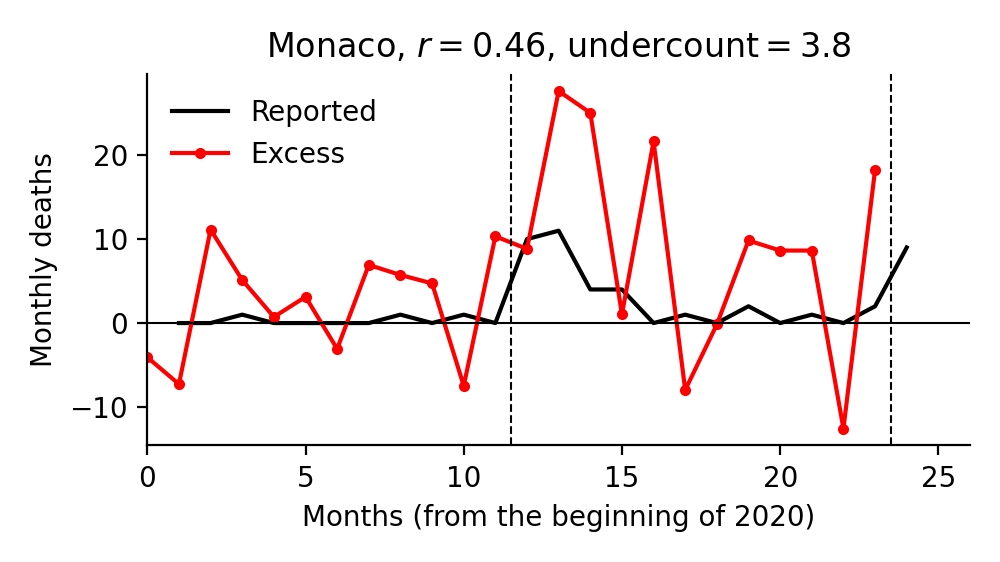 Monaco, r = 0.46, undercount = 3.8
Reported
Excess
Monthly deaths
20
10
0
−10
0 5 10 15 20 25
Months (from the beginning of 2020)